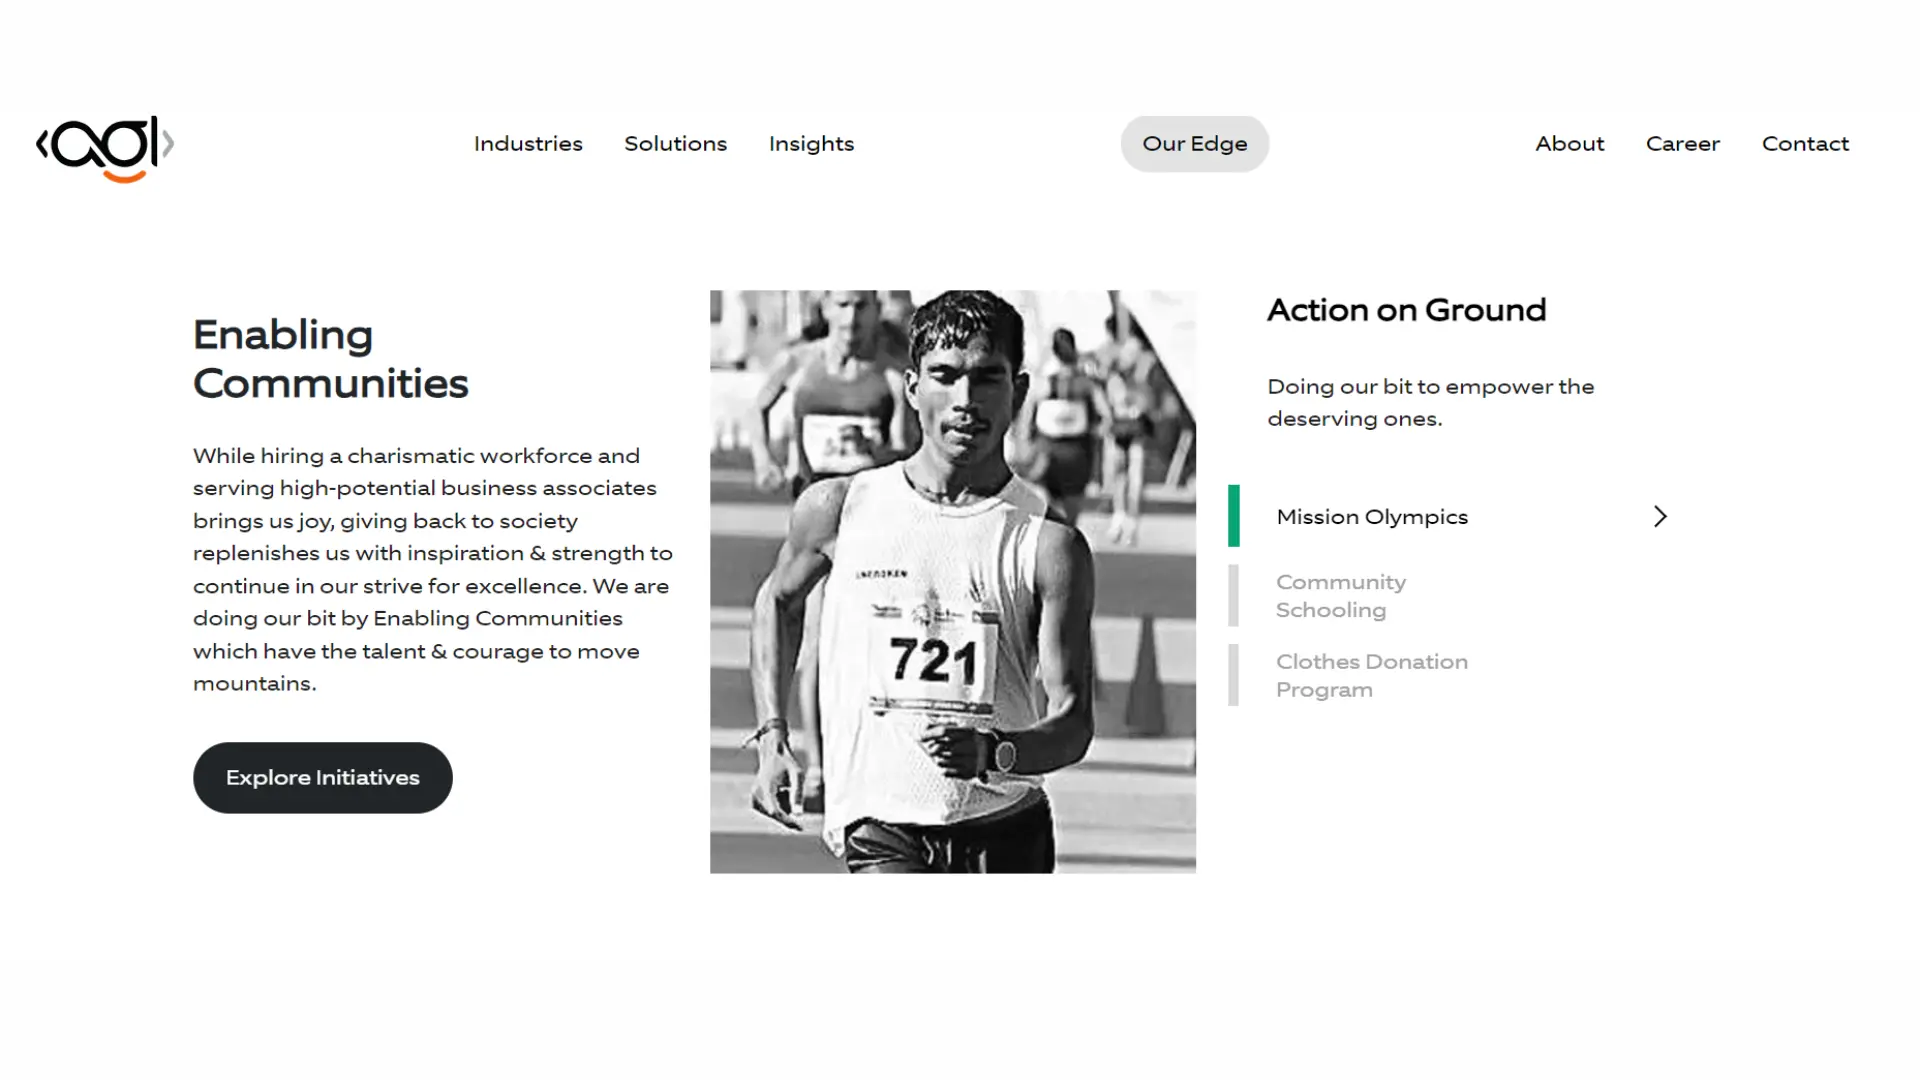 <agl>
Industries Solutions Insights Our Edge About Career Contact
Enabling
Communities
While hiring a charismatic workforce and
serving high-potential business associates
brings us joy, giving back to society
replenishes us with inspiration & strength to
continue in our strive for excellence. We are
doing our bit by Enabling Communities
which have the talent & courage to move
mountains.
Explore Initiatives
UNBROKEN
721
Action on Ground
Doing our bit to empower the
deserving ones.
Mission Olympics
Community
Schooling
Clothes Donation
Program